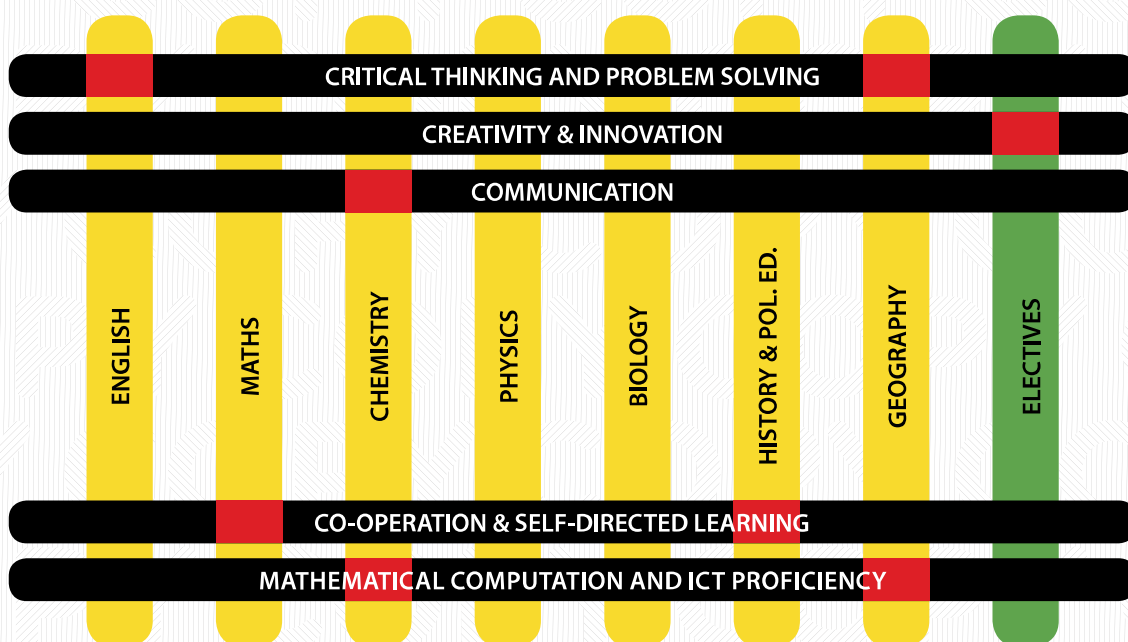 CRITICAL THINKING AND PROBLEM SOLVING
CREATIVITY & INNOVATION
COMMUNICATION
ENGLISH
MATHS
CHEMISTRY
PHYSICS
BIOLOGY
HISTORY & POL. ED.
GEOGRAPHY
ELECTIVES
CO-OPERATION & SELF-DIRECTED LEARNING
MATHEMATICAL COMPUTATION AND ICT PROFICIENCY